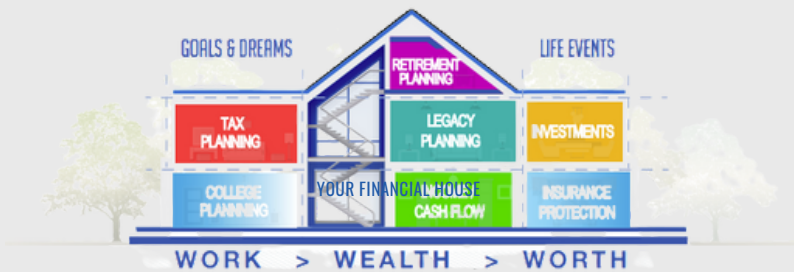 GOALS & DREAMS
LIFE EVENTS
RETIREMENT
PLANNING
TAX
PLANNING
LEGACY
PLANNING
INVESTMENTS
COLLEGE
PLANNNING
YOUR FINANCIAL HOUSE
CASH FLOW
INSURANCE
PROTECTION
WORK > WEALTH > WORTH